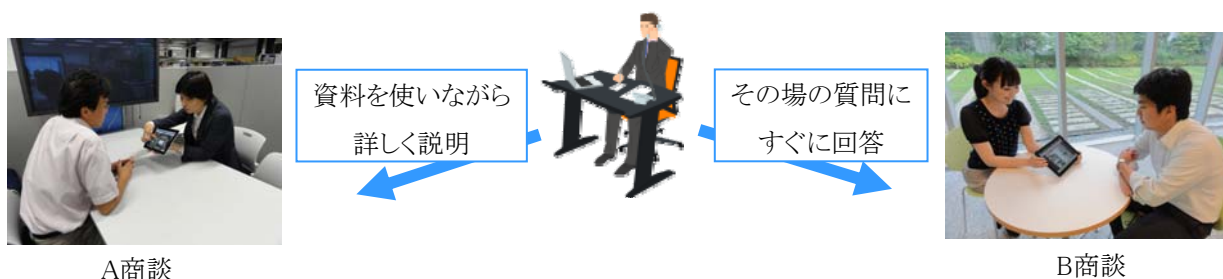 資料を使いながら
詳しく説明
その場の質問に
すぐに回答
A商談
B商談